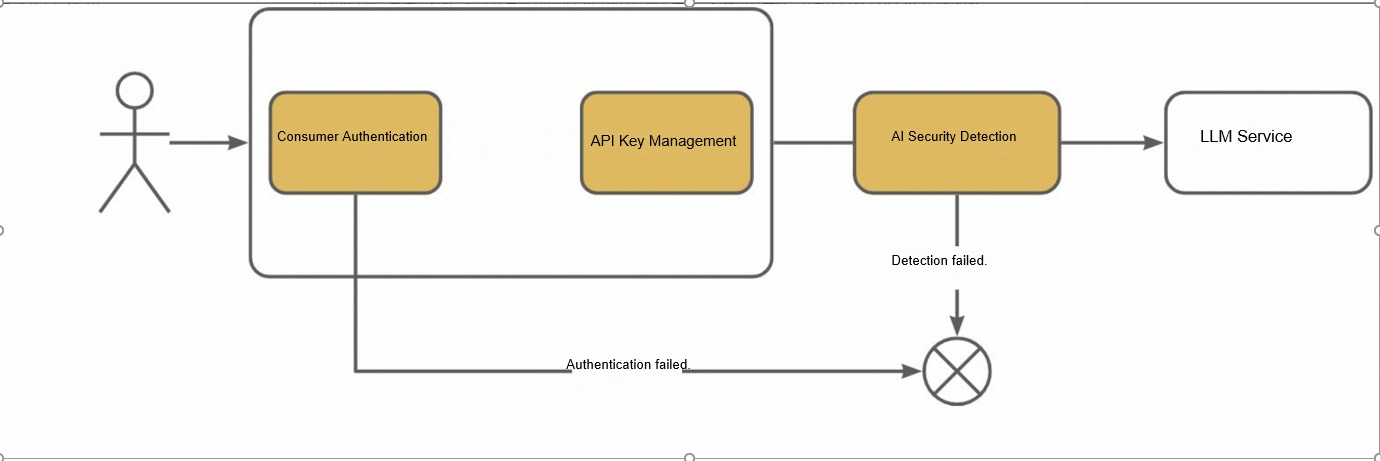 Consumer Authentication
API Key Management
AI Security Detection
LLM Service
Detection failed.
Authentication failed.